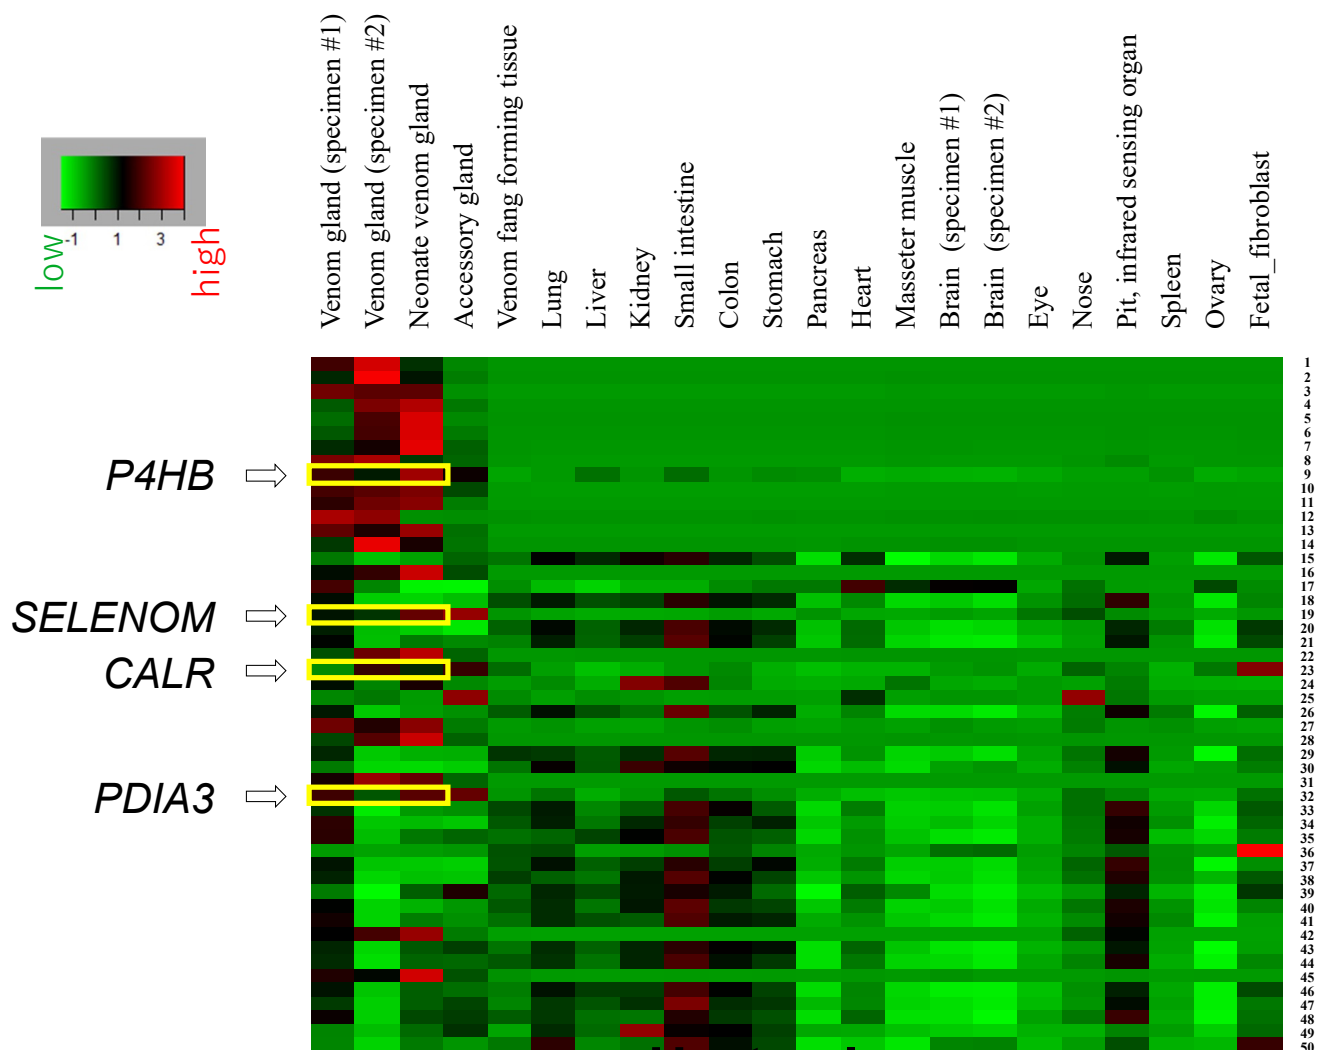 Venom gland (specimen #1)
Venom gland (specimen #2)
Neonate venom gland
Accessory gland
Venom fang forming tissue
Lung
Liver
Kidney
Small intestine
Colon
Stomach
Pancreas
Heart
Masseter muscle
Brain (specimen #1)
Brain (specimen #2)
Eye
Nose
Pit, infrared sensing organ
Spleen
Ovary
Fetal_fibroblast
-1 1 3
low
high
P4HB
SELENOM
CALR
PDIA3
1
2
3
4
5
6
7
8
9
10
11
12
13
14
15
16
17
18
19
20
21
22
23
24
25
26
27
28
29
30
31
32
33
34
35
36
37
38
39
40
41
42
43
44
45
46
47
48
49
50